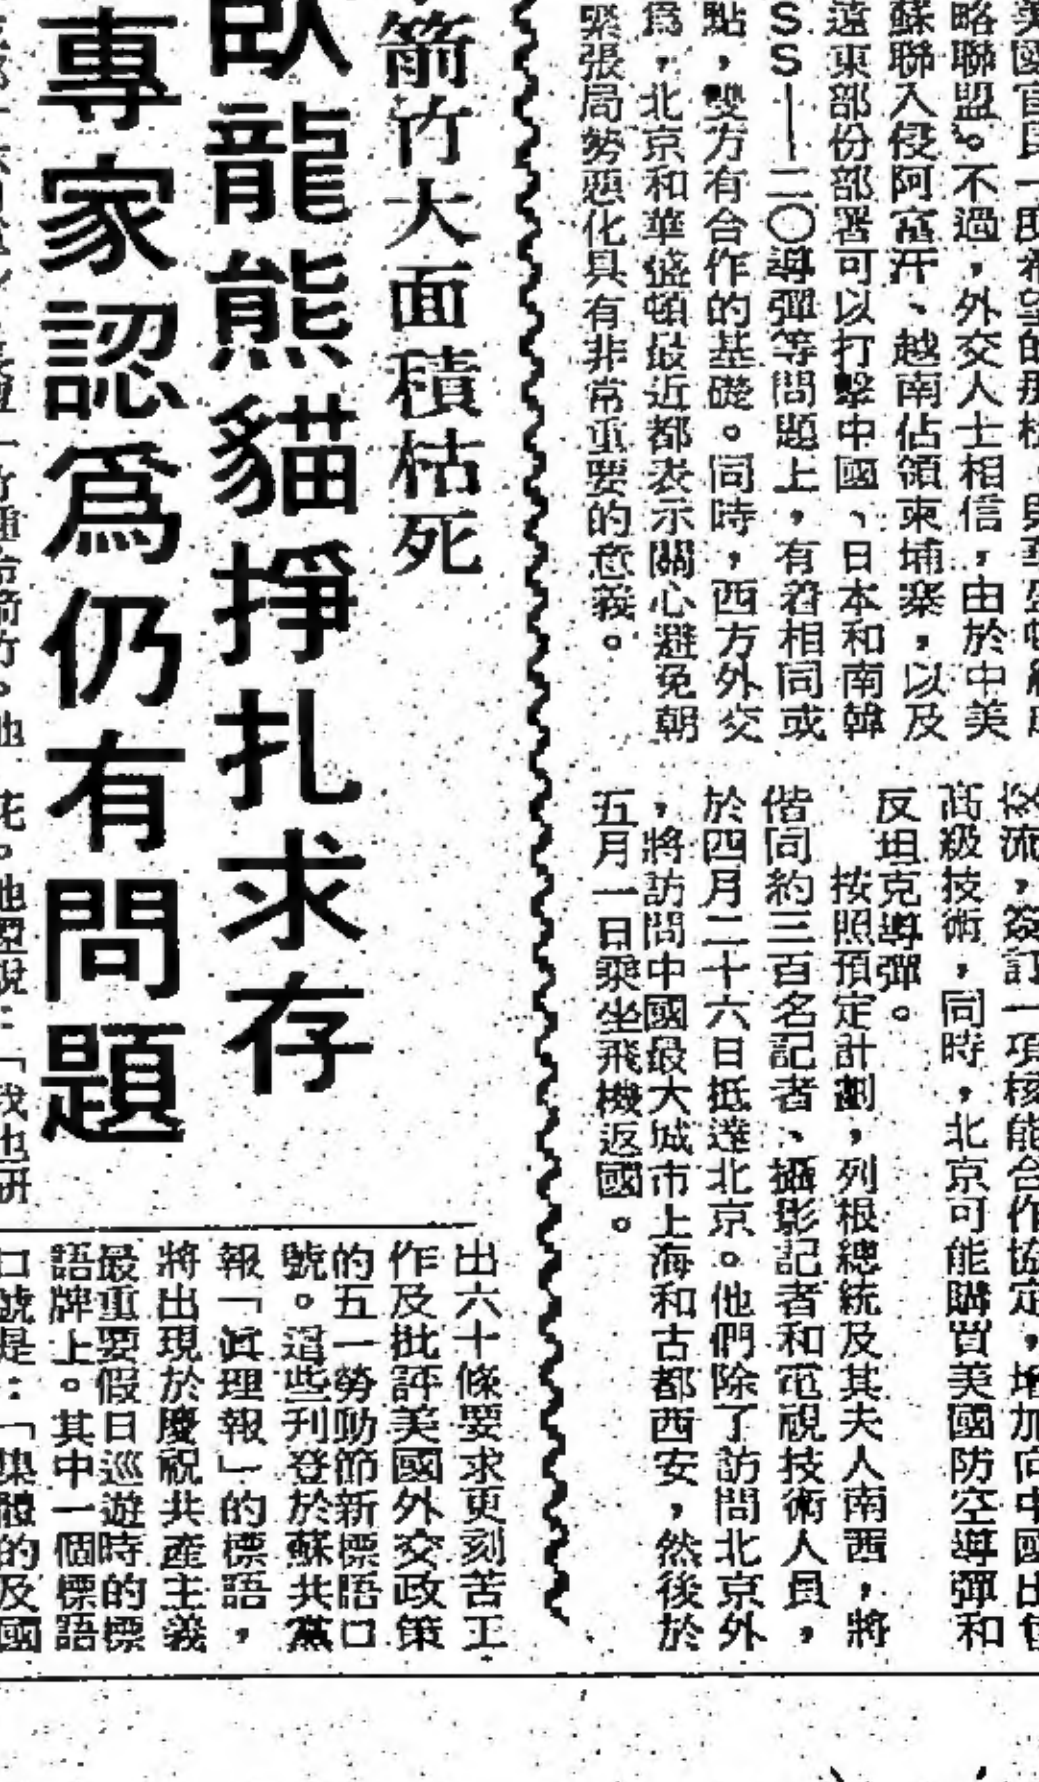 略聯盟。不過，外交人士相信，由於中美
蘇聯入侵阿富汗、越南佔領柬埔寨，以及
遠東部份部署可以打擊中國、日本和南韓
SS——二〇導彈等問題上，有着相同或
點，雙方有合作的基礎。同時，西方外交
爲，北京和華盛頓最近都表示關心避免朝
緊張局勢惡化具有非常重要的意義。
流，簽訂一項核能合作協定，增加向中國出售
高級技術，同時，北京可能購買美國防空導彈和
反坦克導彈。
按照預定計劃，列根總統及其夫人南茜，將
偕同約三百名記者、攝影記者和電視技術人員，
於四月二十六日抵達北京。他們除了訪問北京外
，將訪問中國最大城市上海和古都西安，然後於
五月一日乘坐飛機返國。
箭竹大面積枯死
臥龍熊貓掙扎求存
專家認爲仍有問題
出六十條要求更刻苦工
作及批評美國外交政策
的五一勞動節新標語口
號。這些刊登於蘇共黨
報「眞理報」的標語，
將出現於慶祝共產主義
最重要假日巡遊時的標
語牌上。其中一個標語
口號是：「集體的及國